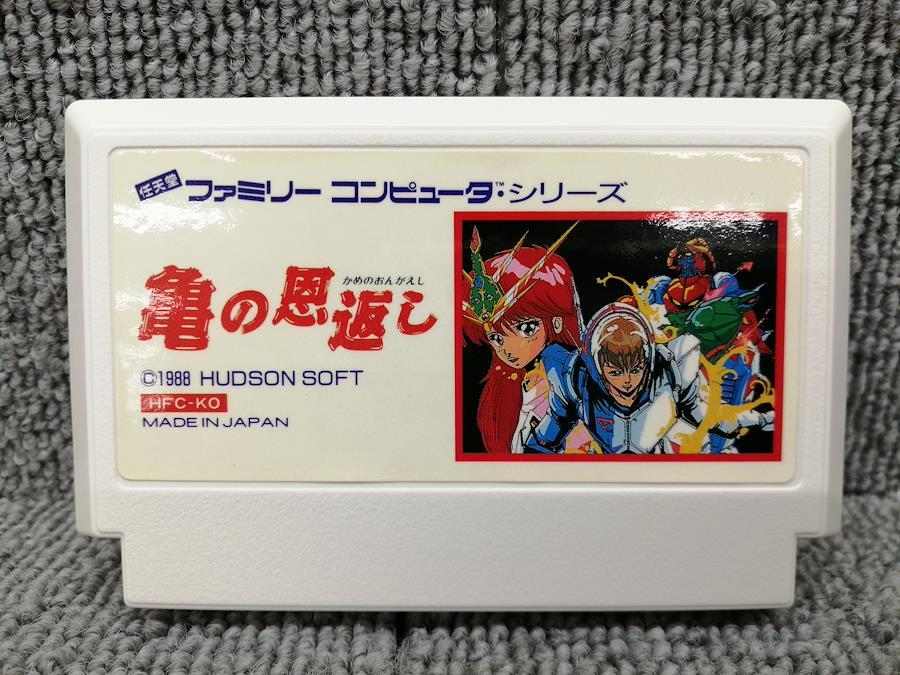 任天堂 ファミリー コンピュータ™・シリーズ
かめのおんがえし
亀の恩返し
©1988 HUDSON SOFT
HFC-KO
MADE IN JAPAN